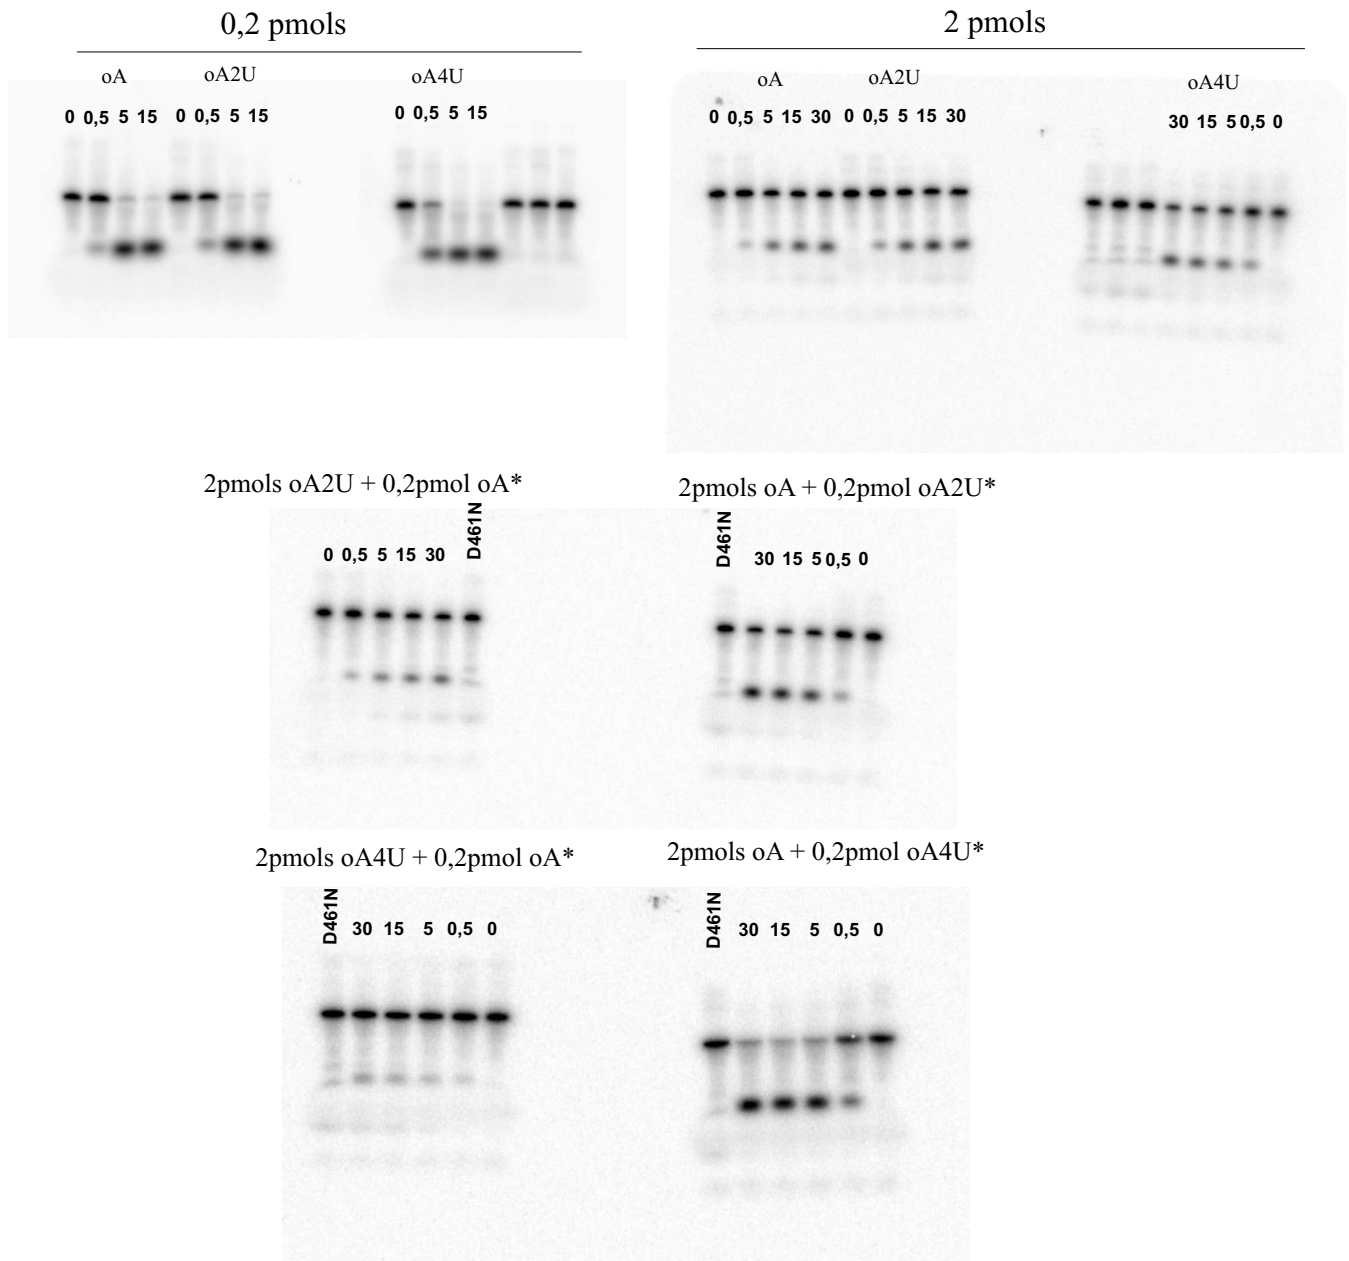 0,2 pmols
2 pmols
oA oA2U oA4U
oA oA2U oA4U
0 0,5 5 15 0 0,5 5 15 0 0,5 5 15
0 0,5 5 15 30 0 0,5 5 15 30 30 15 5 0,5 0
2pmols oA2U + 0,2pmol oA*
2pmols oA + 0,2pmol oA2U*
0 0,5 5 15 30 D461N
D461N 30 15 5 0,5 0
2pmols oA4U + 0,2pmol oA*
2pmols oA + 0,2pmol oA4U*
D461N 30 15 5 0,5 0
D461N 30 15 5 0,5 0